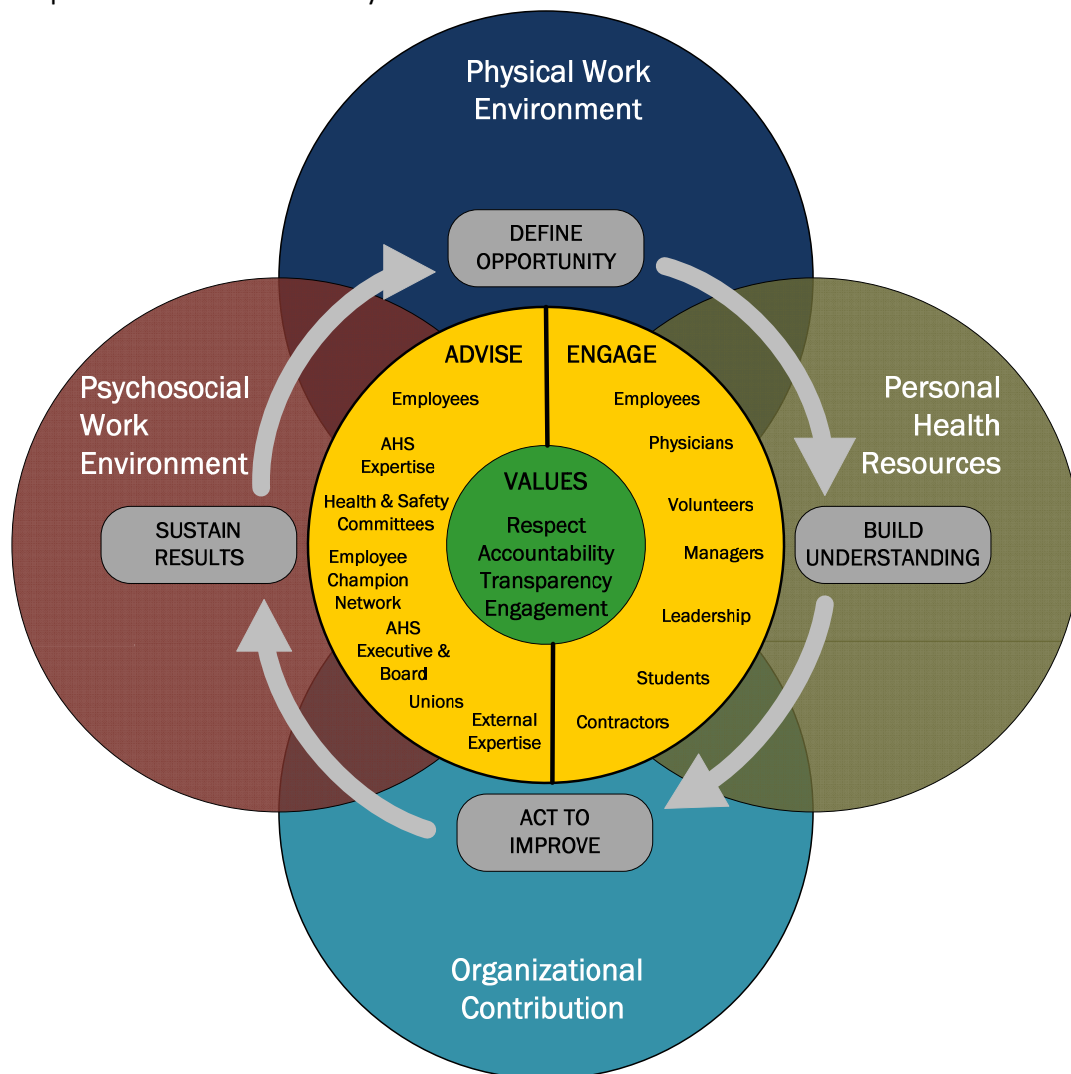 Physical Work
Environment
DEFINE
OPPORTUNITY
ADVISE
ENGAGE
Psychosocial
Work
Environment
Personal
Health
Resources
Employees
AHS
Expertise
Health & Safety
Committees
Employee
Champion
Network
AHS
Executive &
Board
Unions
External
Expertise
Employees
Physicians
Volunteers
Managers
Leadership
Students
Contractors
VALUES
Respect
Accountability
Transparency
Engagement
SUSTAIN
RESULTS
BUILD
UNDERSTANDING
ACT TO
IMPROVE
Organizational
Contribution